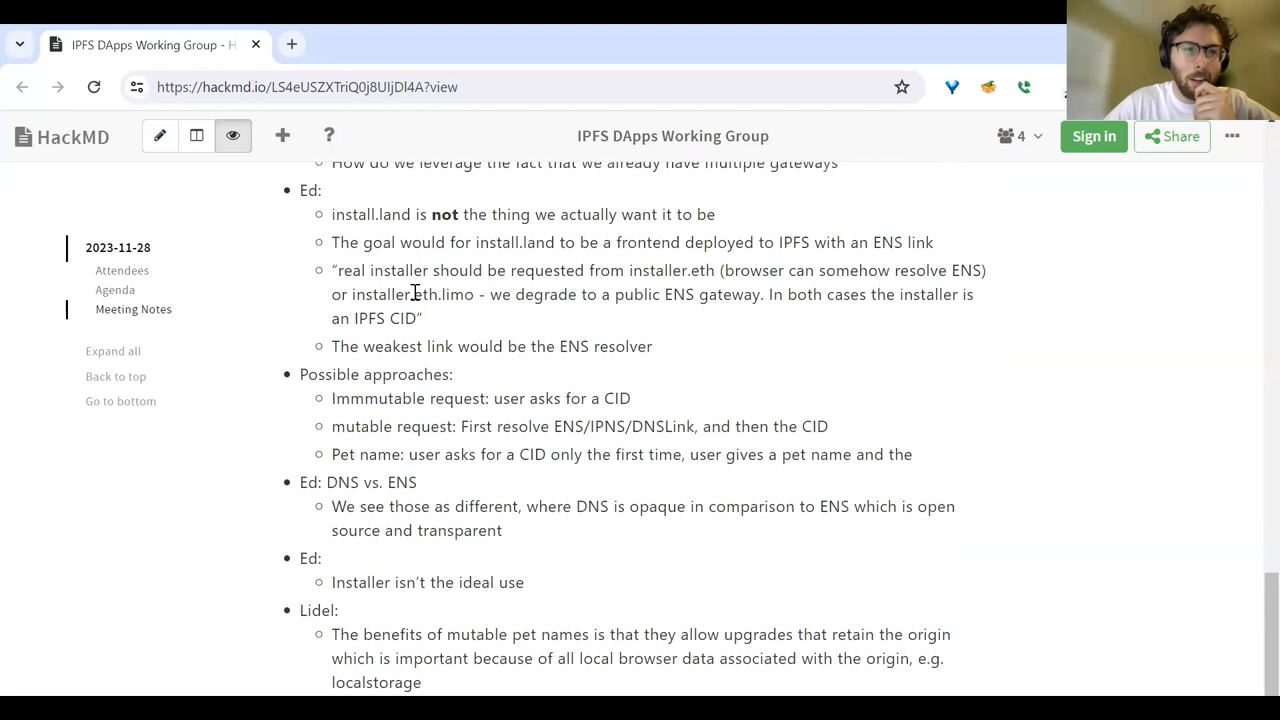 IPFS DApps Working Group - H
https://hackmd.io/LS4eUSZXTriQ0j8UIjDl4A?view
HackMD
IPFS DApps Working Group
4
Sign in
Share
2023-11-28
Attendees
Agenda
Meeting Notes
Expand all
Back to top
Go to bottom
How do we leverage the fact that we already have multiple gateways
Ed:
install.land is not the thing we actually want it to be
The goal would for install.land to be a frontend deployed to IPFS with an ENS link
“real installer should be requested from installer.eth (browser can somehow resolve ENS)
or installer.eth.limo - we degrade to a public ENS gateway. In both cases the installer is
an IPFS CID”
The weakest link would be the ENS resolver
Possible approaches:
Immmutable request: user asks for a CID
mutable request: First resolve ENS/IPNS/DNSLink, and then the CID
Pet name: user asks for a CID only the first time, user gives a pet name and the
Ed: DNS vs. ENS
We see those as different, where DNS is opaque in comparison to ENS which is open
source and transparent
Ed:
Installer isn’t the ideal use
Lidel:
The benefits of mutable pet names is that they allow upgrades that retain the origin
which is important because of all local browser data associated with the origin, e.g.
localstorage